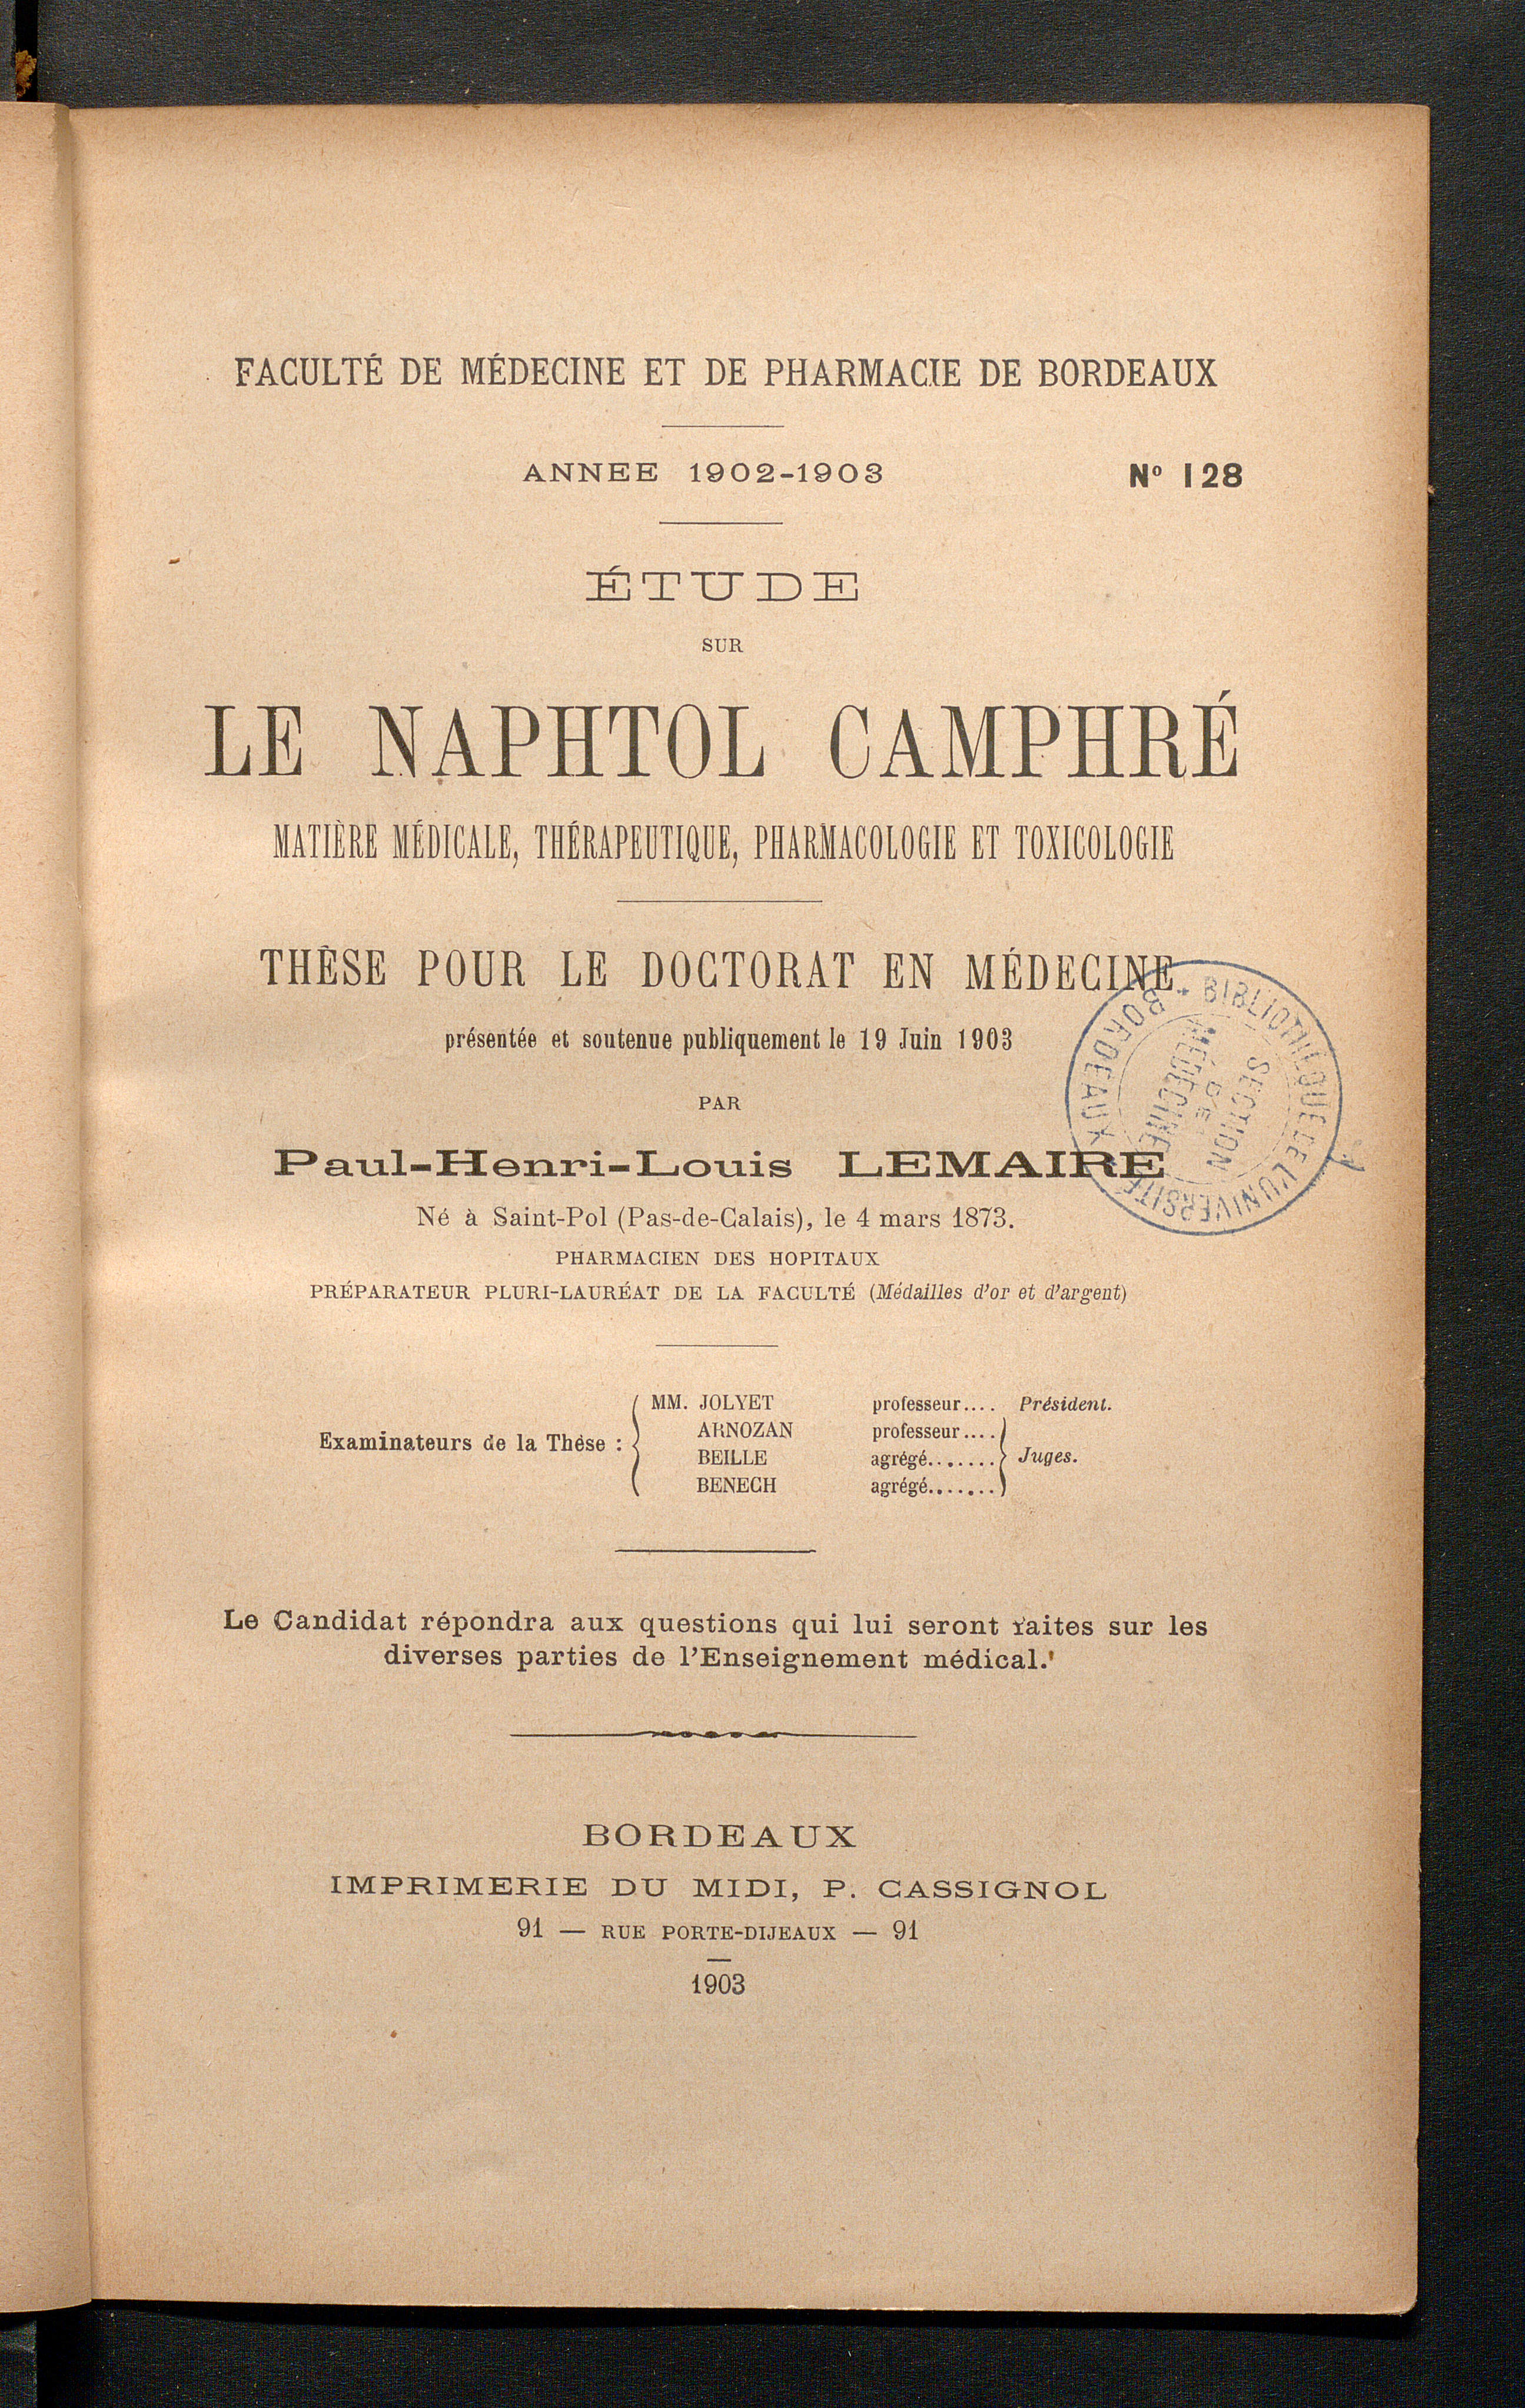 FACULTÉ DE MÉDECINE ET DE PHARMACIE DE BORDEAUX
ANNEE 1902-1903 Nº 128
ÉTUDE
SUR
LE NAPHTOL CAMPHRÉ
MATIÈRE MÉDICALE, THÉRAPEUTIQUE, PHARMACOLOGIE ET TOXICOLOGIE
THÈSE POUR LE DOCTORAT EN MÉDECINE
présentée et soutenue publiquement le 19 Juin 1903
PAR
Paul-Henri-Louis LEMAIRE
BIBLIOTHÈQUE DE L'UNIVERSITÉ * BORDEAUX
SECTION
DE
MÉDECINE
Né à Saint-Pol (Pas-de-Calais), le 4 mars 1873.
PHARMACIEN DES HOPITAUX
PRÉPARATEUR PLURI-LAURÉAT DE LA FACULTÉ (Médailles d'or et d'argent)
MM. JOLYET professeur.... Président.
ARNOZAN professeur....
Examinateurs de la Thèse :
BEILLE agrégé....... Juges.
BENECH agrégé.......
Le Candidat répondra aux questions qui lui seront faites sur les
diverses parties de l'Enseignement médical.
BORDEAUX
IMPRIMERIE DU MIDI, P. CASSIGNOL
91 — RUE PORTE-DIJEAUX — 91
1903